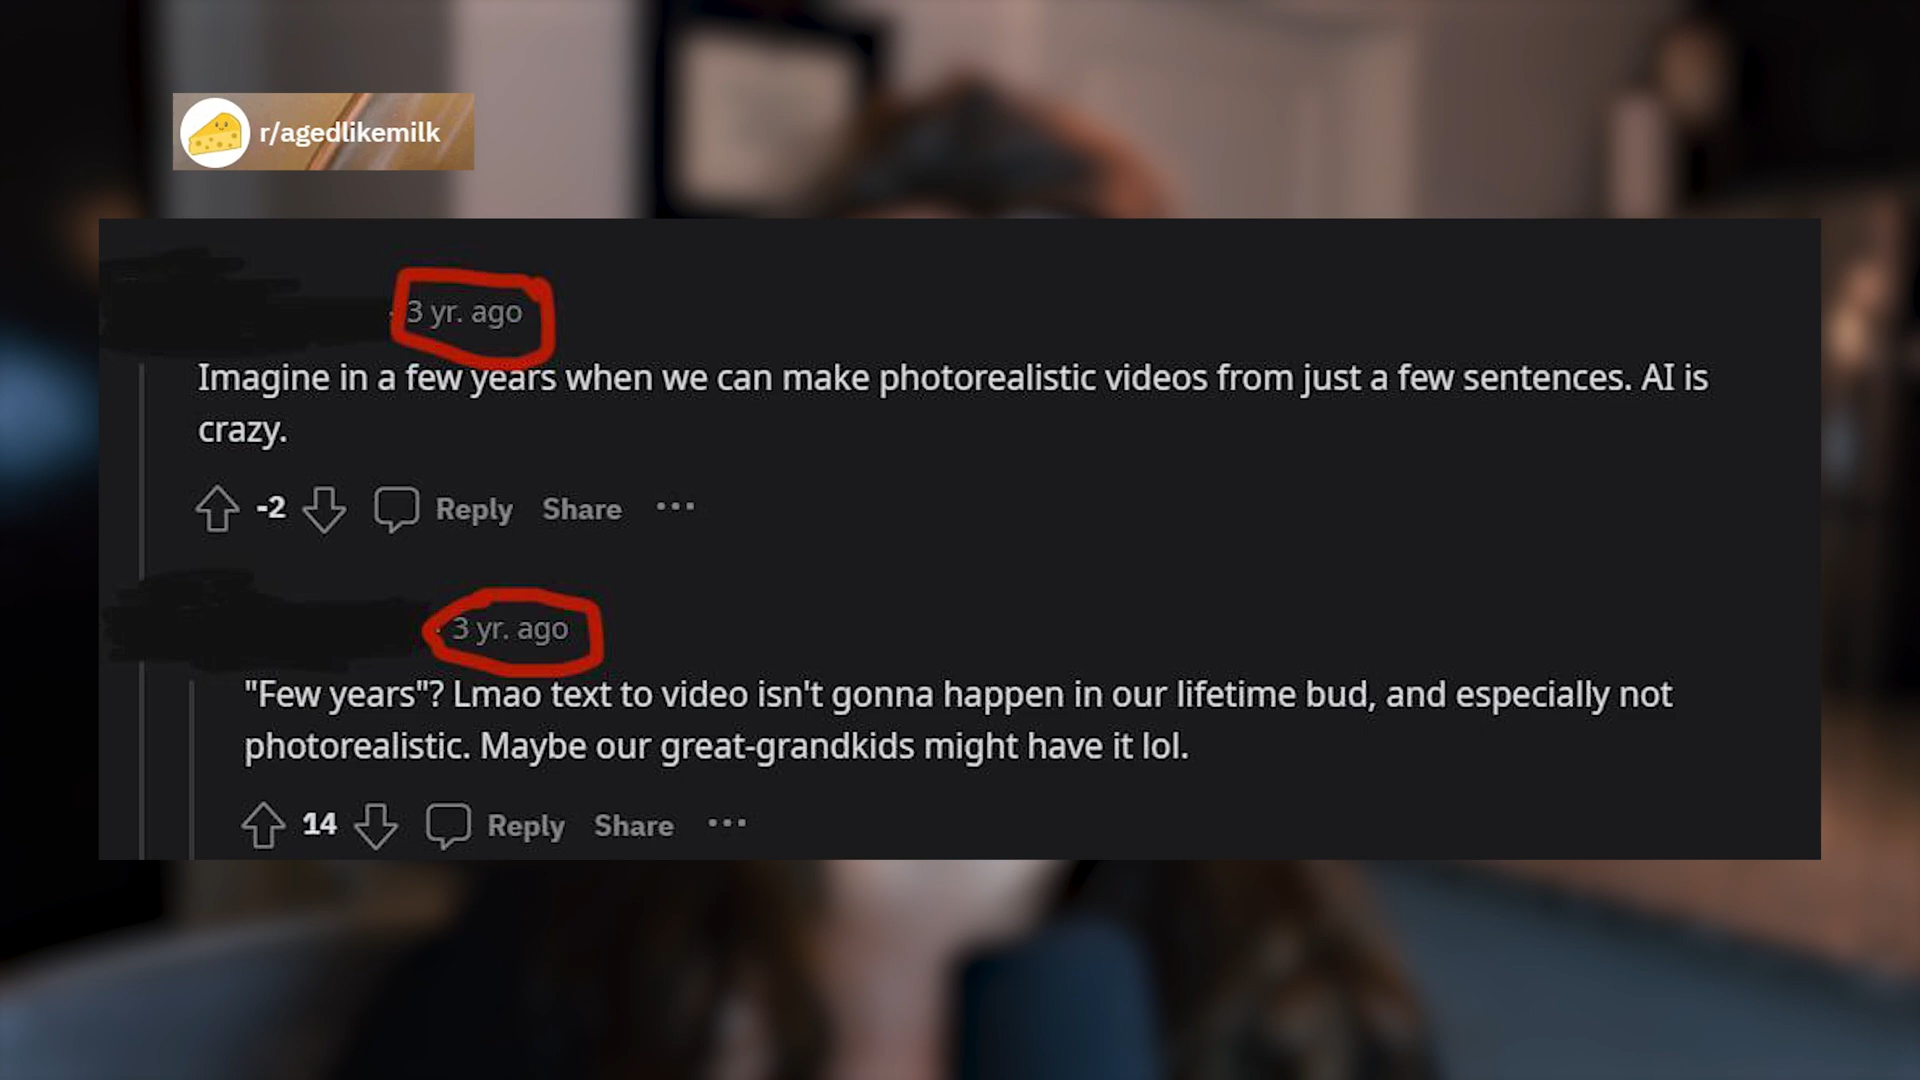 r/agedlikemilk
3 yr. ago
Imagine in a few years when we can make photorealistic videos from just a few sentences. AI is
crazy.
-2 Reply Share ...
3 yr. ago
"Few years"? Lmao text to video isn't gonna happen in our lifetime bud, and especially not
photorealistic. Maybe our great-grandkids might have it lol.
14 Reply Share ...